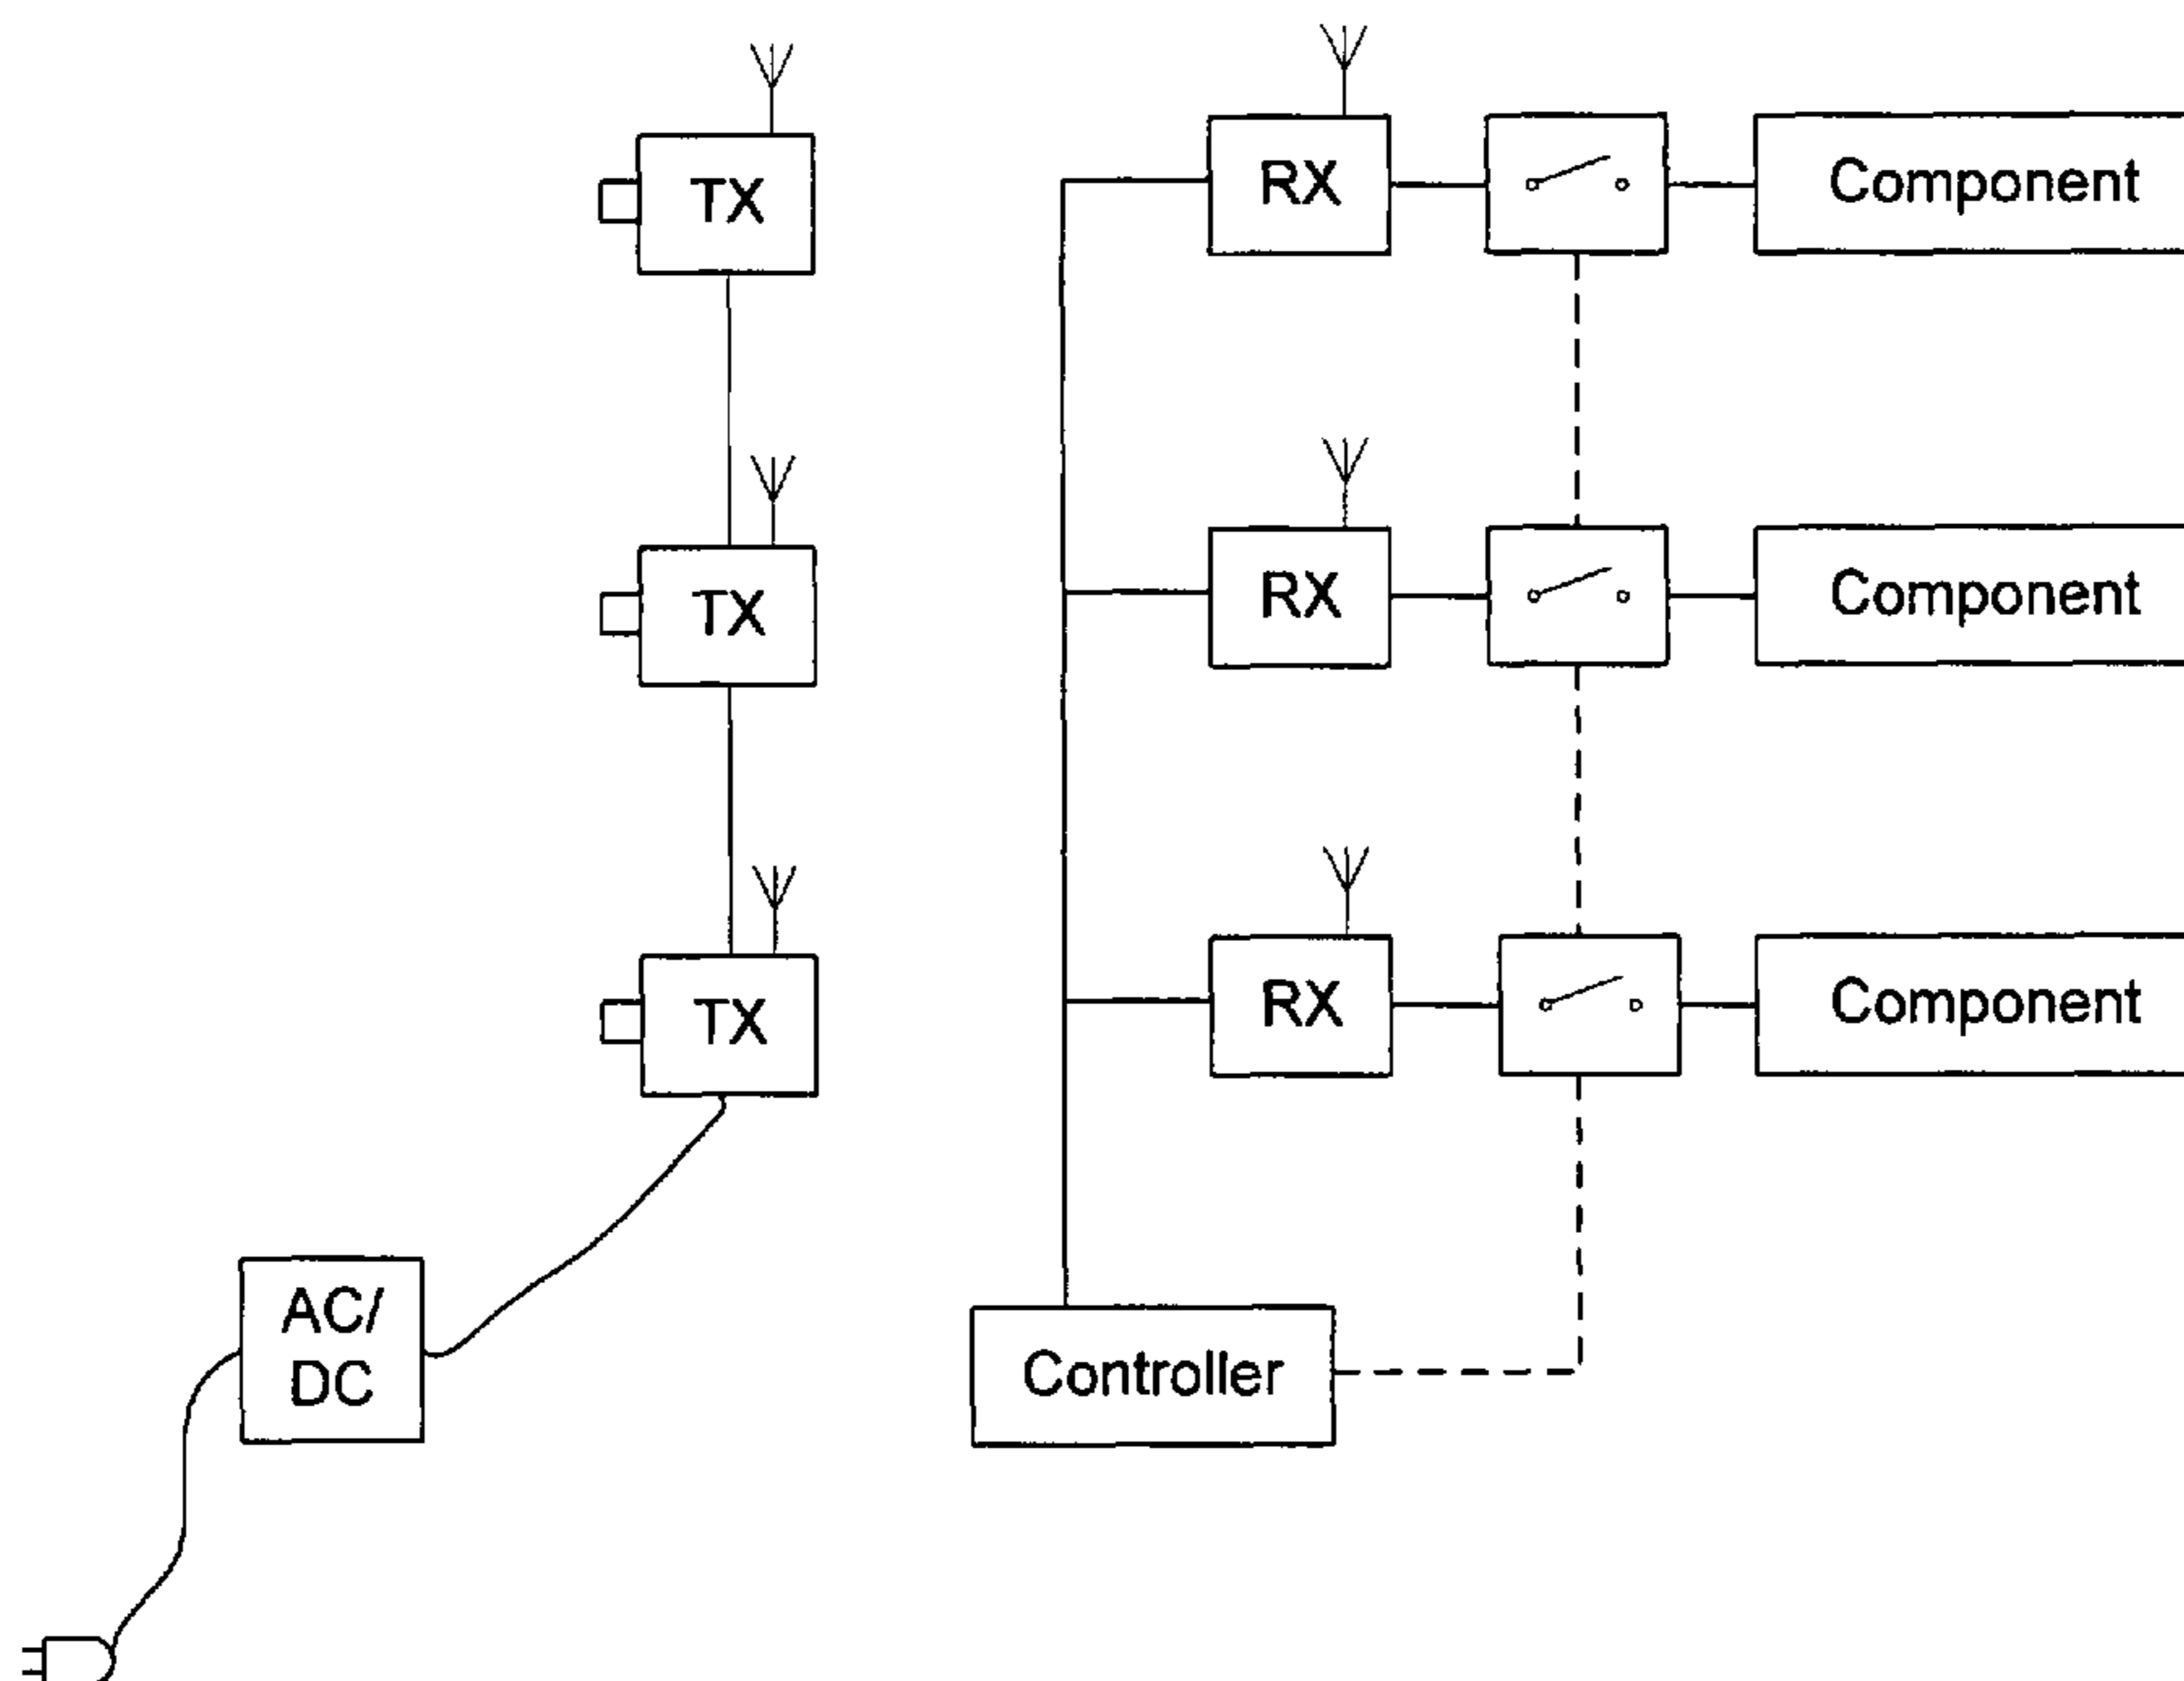 TX
RX
Component
TX
RX
Component
TX
RX
Component
AC/
DC
Controller